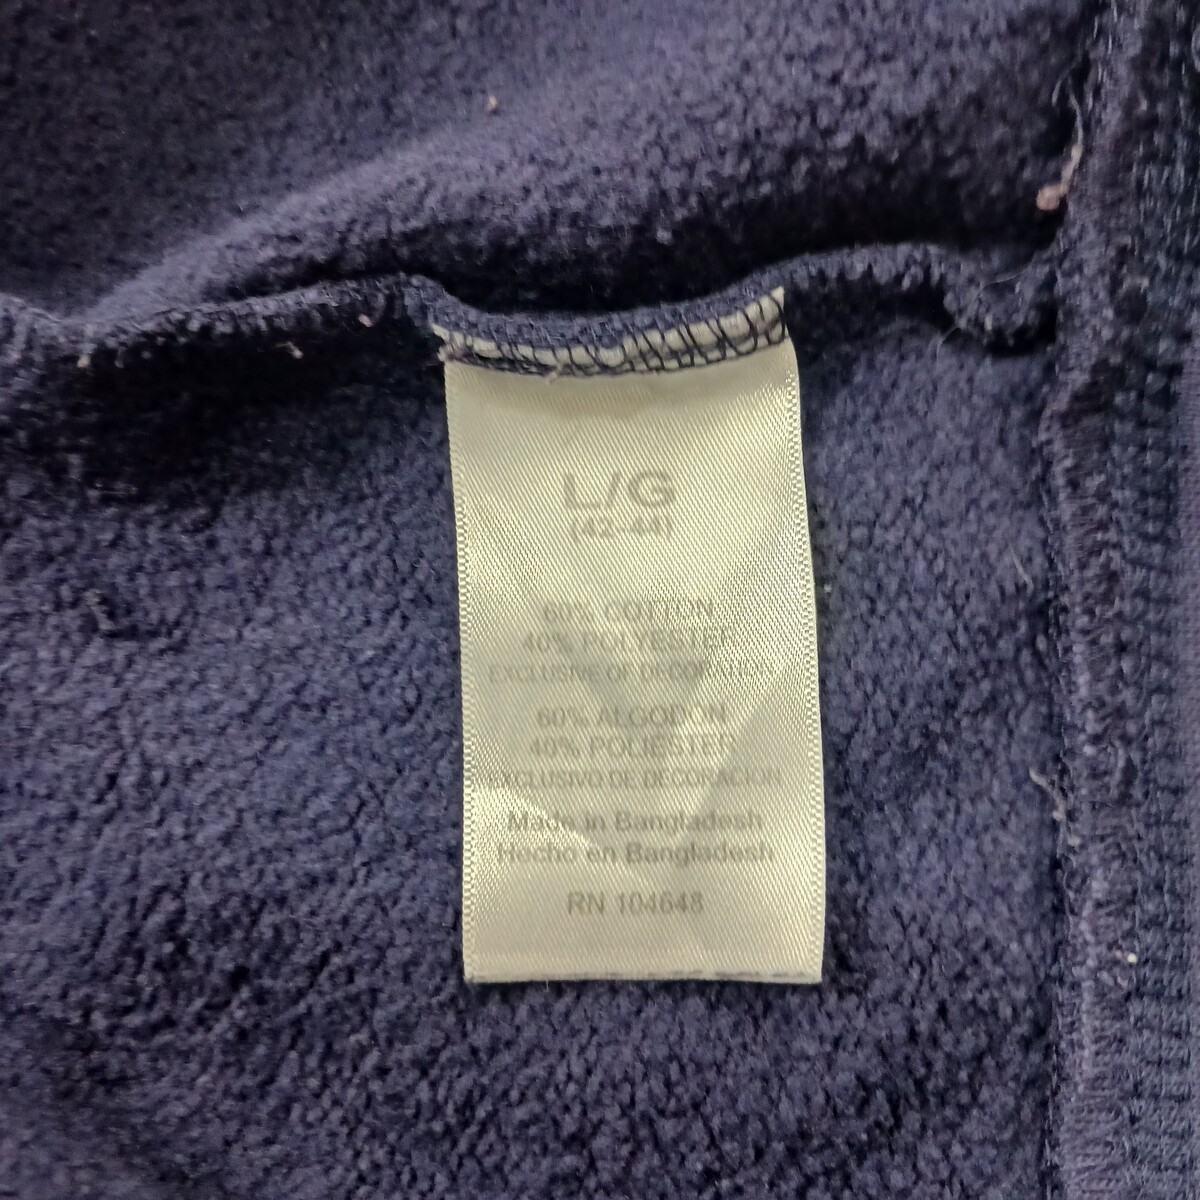 L/G
(42-44)
60% COTTON
40% POLYESTER
EXCLUSIVE OF DECORATION
60% ALGODON
40% POLIESTER
EXCLUSIVO DE DECORACION
Made in Bangladesh
Hecho en Bangladesh
RN 104648